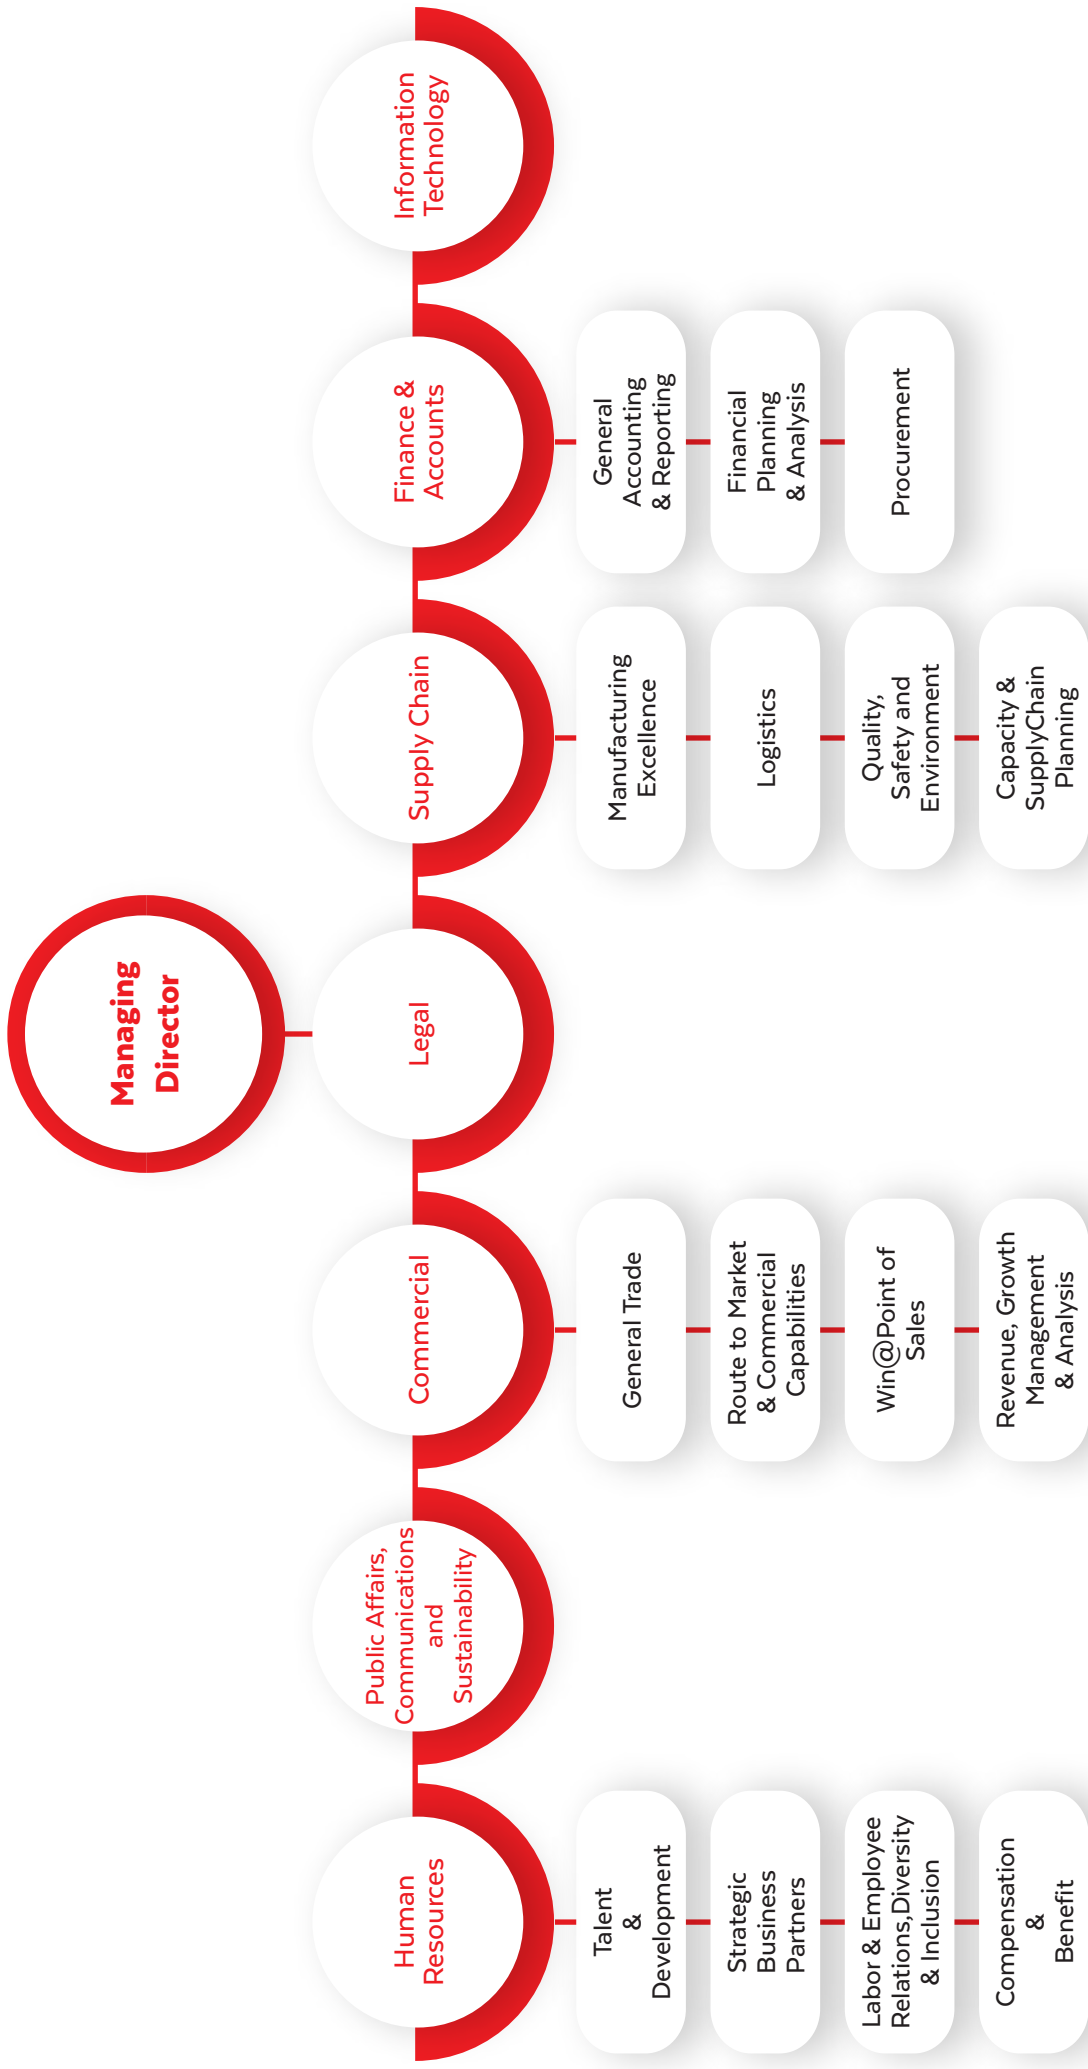 Managing
Director
Human
Resources
Public Affairs,
Communications
and
Sustainability
Commercial
Legal
Supply Chain
Finance &
Accounts
Information
Technology
Talent
&
Development
Strategic
Business
Partners
Labor & Employee
Relations,Diversity
& Inclusion
Compensation
&
Benefit
General Trade
Route to Market
& Commercial
Capabilities
Win@Point of
Sales
Revenue, Growth
Management
& Analysis
Manufacturing
Excellence
Logistics
Quality,
Safety and
Environment
Capacity &
SupplyChain
Planning
General
Accounting
& Reporting
Financial
Planning
& Analysis
Procurement